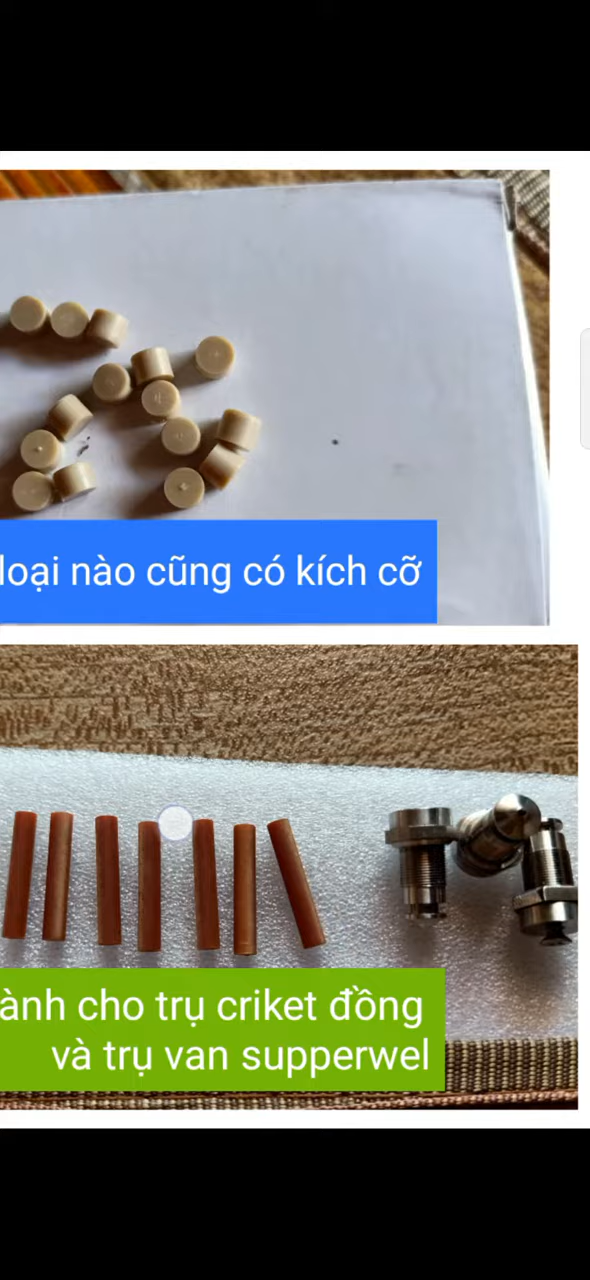 loại nào cũng có kích cỡ
ành cho trụ criket đồng
và trụ van supperwel